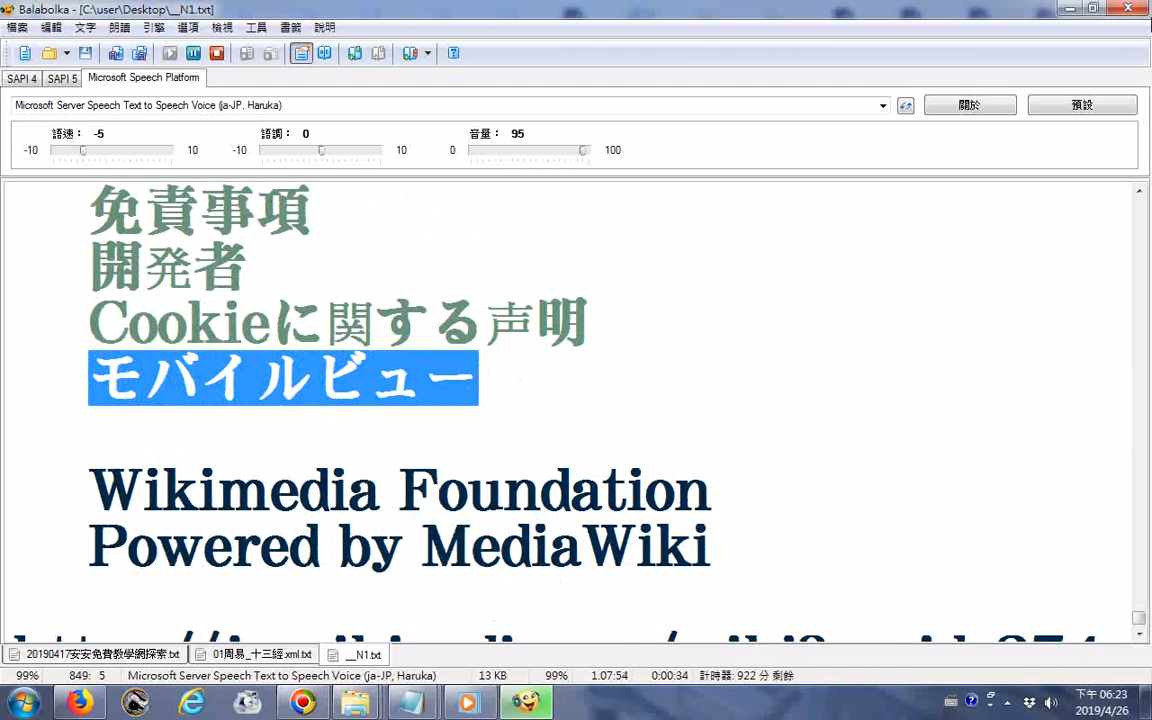 Balabolka - [C:\user\Desktop\__N1.txt]
檔案 編輯 文字 朗讀 引擎 選項 檢視 工具 書籤 說明
SAPI 4 SAPI 5 Microsoft Speech Platform
Microsoft Server Speech Text to Speech Voice (ja-JP, Haruka) 關於 預設
語速： -5 語調： 0 音量： 95
-10 10 -10 10 0 100
免責事項
開発者
Cookieに関する声明
モバイルビュー
Wikimedia Foundation
Powered by MediaWiki
20190417安安免費教學網探索.txt 01周易_十三經.xml.txt __N1.txt
99% 849: 5 Microsoft Server Speech Text to Speech Voice (ja-JP, Haruka) 13 KB 99% 1:07:54 0:00:34 計時器: 922 分 剩餘
下午 06:23
2019/4/26